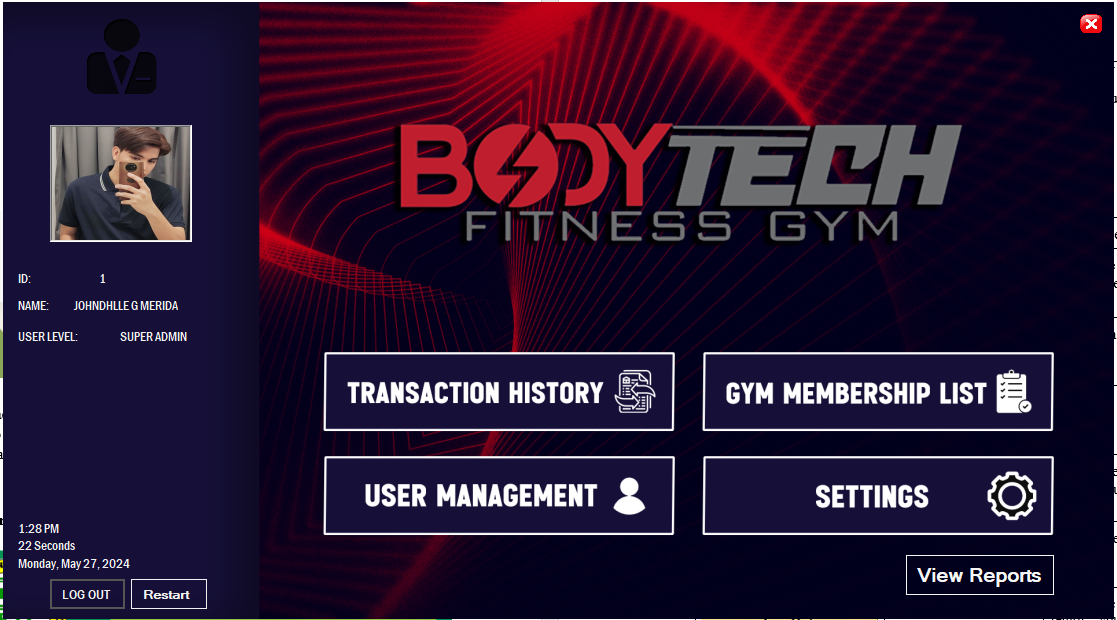 BODYTECH
FITNESS GYM
ID: 1
NAME: JOHNDHLLE G MERIDA
USER LEVEL: SUPER ADMIN
TRANSACTION HISTORY
GYM MEMBERSHIP LIST
USER MANAGEMENT
SETTINGS
View Reports
1:28 PM
22 Seconds
Monday, May 27, 2024
LOG OUT
Restart